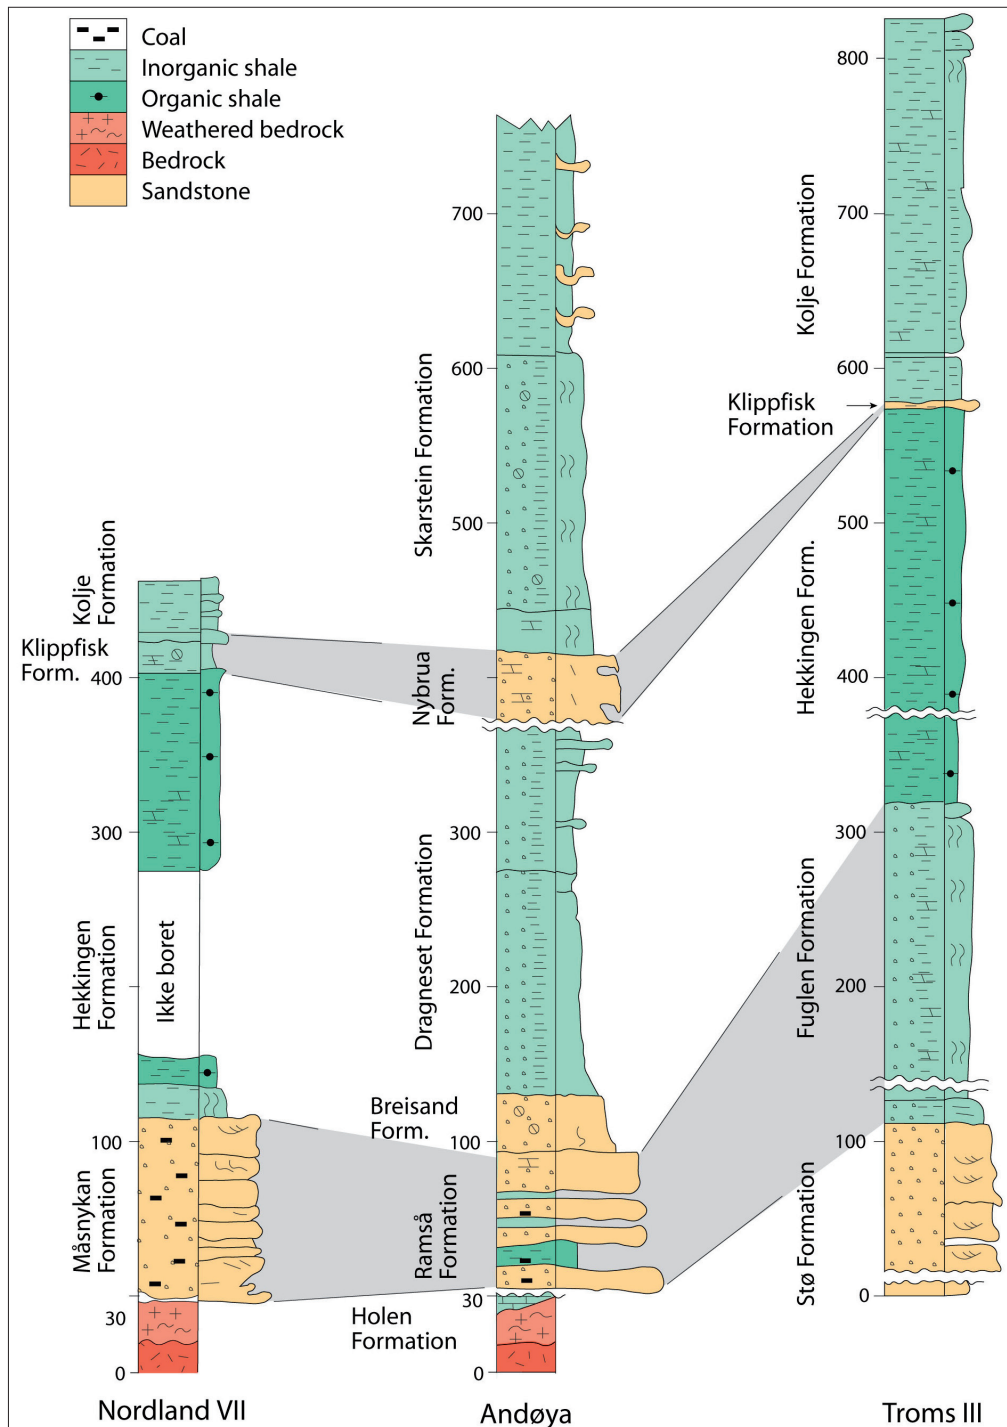 Coal
Inorganic shale
Organic shale
Weathered bedrock
Bedrock
Sandstone
Kolje
Formation
Klippfisk
Form.
400
300
Hekkingen
Formation
Ikke boret
100
Måsnykan
Formation
30
0
Nordland VII
700
600
Skarstein Formation
500
Nybrua
Form.
300
Dragneset Formation
200
Breisand
Form.
100
Ramså
Formation
30
Holen
Formation
0
Andøya
800
Kolje Formation
700
600
Klippfisk
Formation
500
Hekkingen Form.
400
300
Fuglen Formation
200
100
Stø Formation
0
Troms III